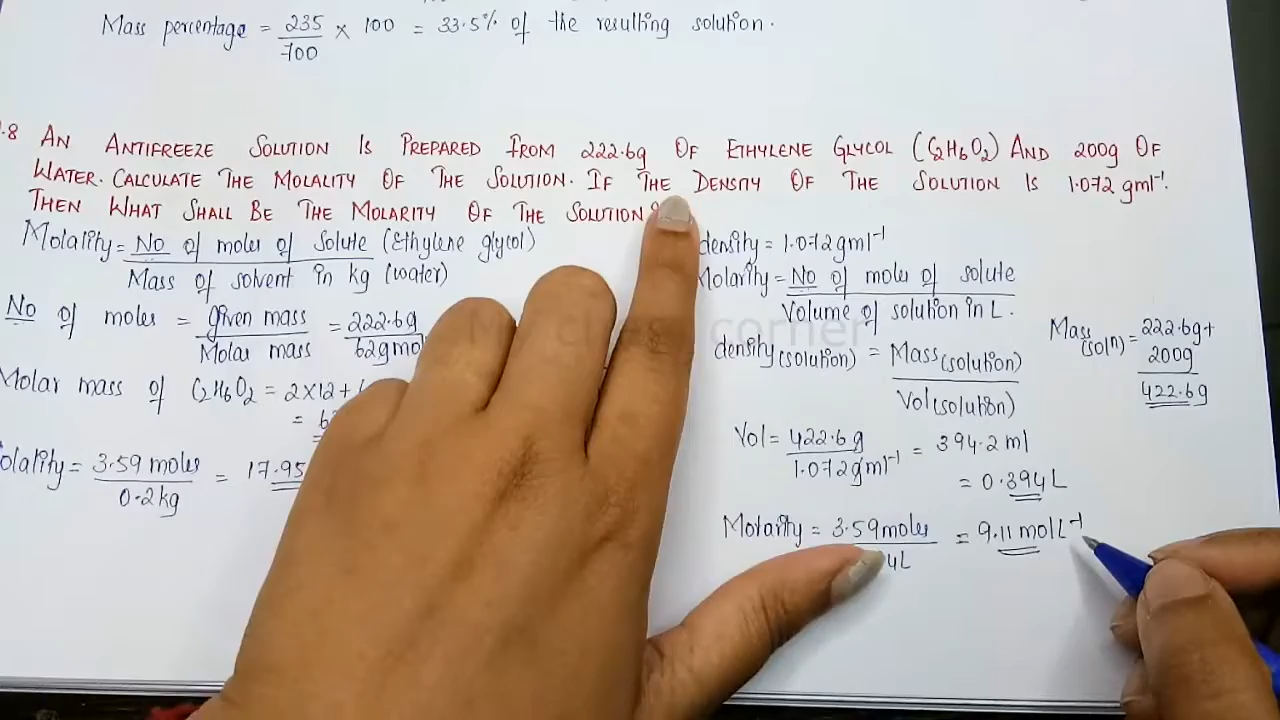 Mass percentage = 235/700 × 100 = 33.5% of the resulting solution.
.8 AN ANTIFREEZE SOLUTION IS PREPARED FROM 222.6g OF ETHYLENE GLYCOL (C2H6O2) AND 200g OF
WATER. CALCULATE THE MOLALITY OF THE SOLUTION. IF THE DENSITY OF THE SOLUTION IS 1.072 gml⁻¹.
THEN WHAT SHALL BE THE MOLARITY OF THE SOLUTION?
Molality = No of moles of Solute (Ethylene glycol)
Mass of solvent in kg (water)
No of moles = given mass / Molar mass = 222.6g / 62gmo
Molar mass of C2H6O2 = 2×12+
= 6
olality = 3.59 moles / 0.2kg = 17.95
density = 1.072gml⁻¹
Molarity = No of moles of solute
Volume of solution in L.
density(solution) = Mass(solution) / Vol(solution)
Mass(soln) = 222.6g+
200g
422.6g
Vol = 422.6g / 1.072gml⁻¹ = 394.2 ml
= 0.394L
Molarity = 3.59moles / 4L = 9.11 mol L⁻¹
My class corner